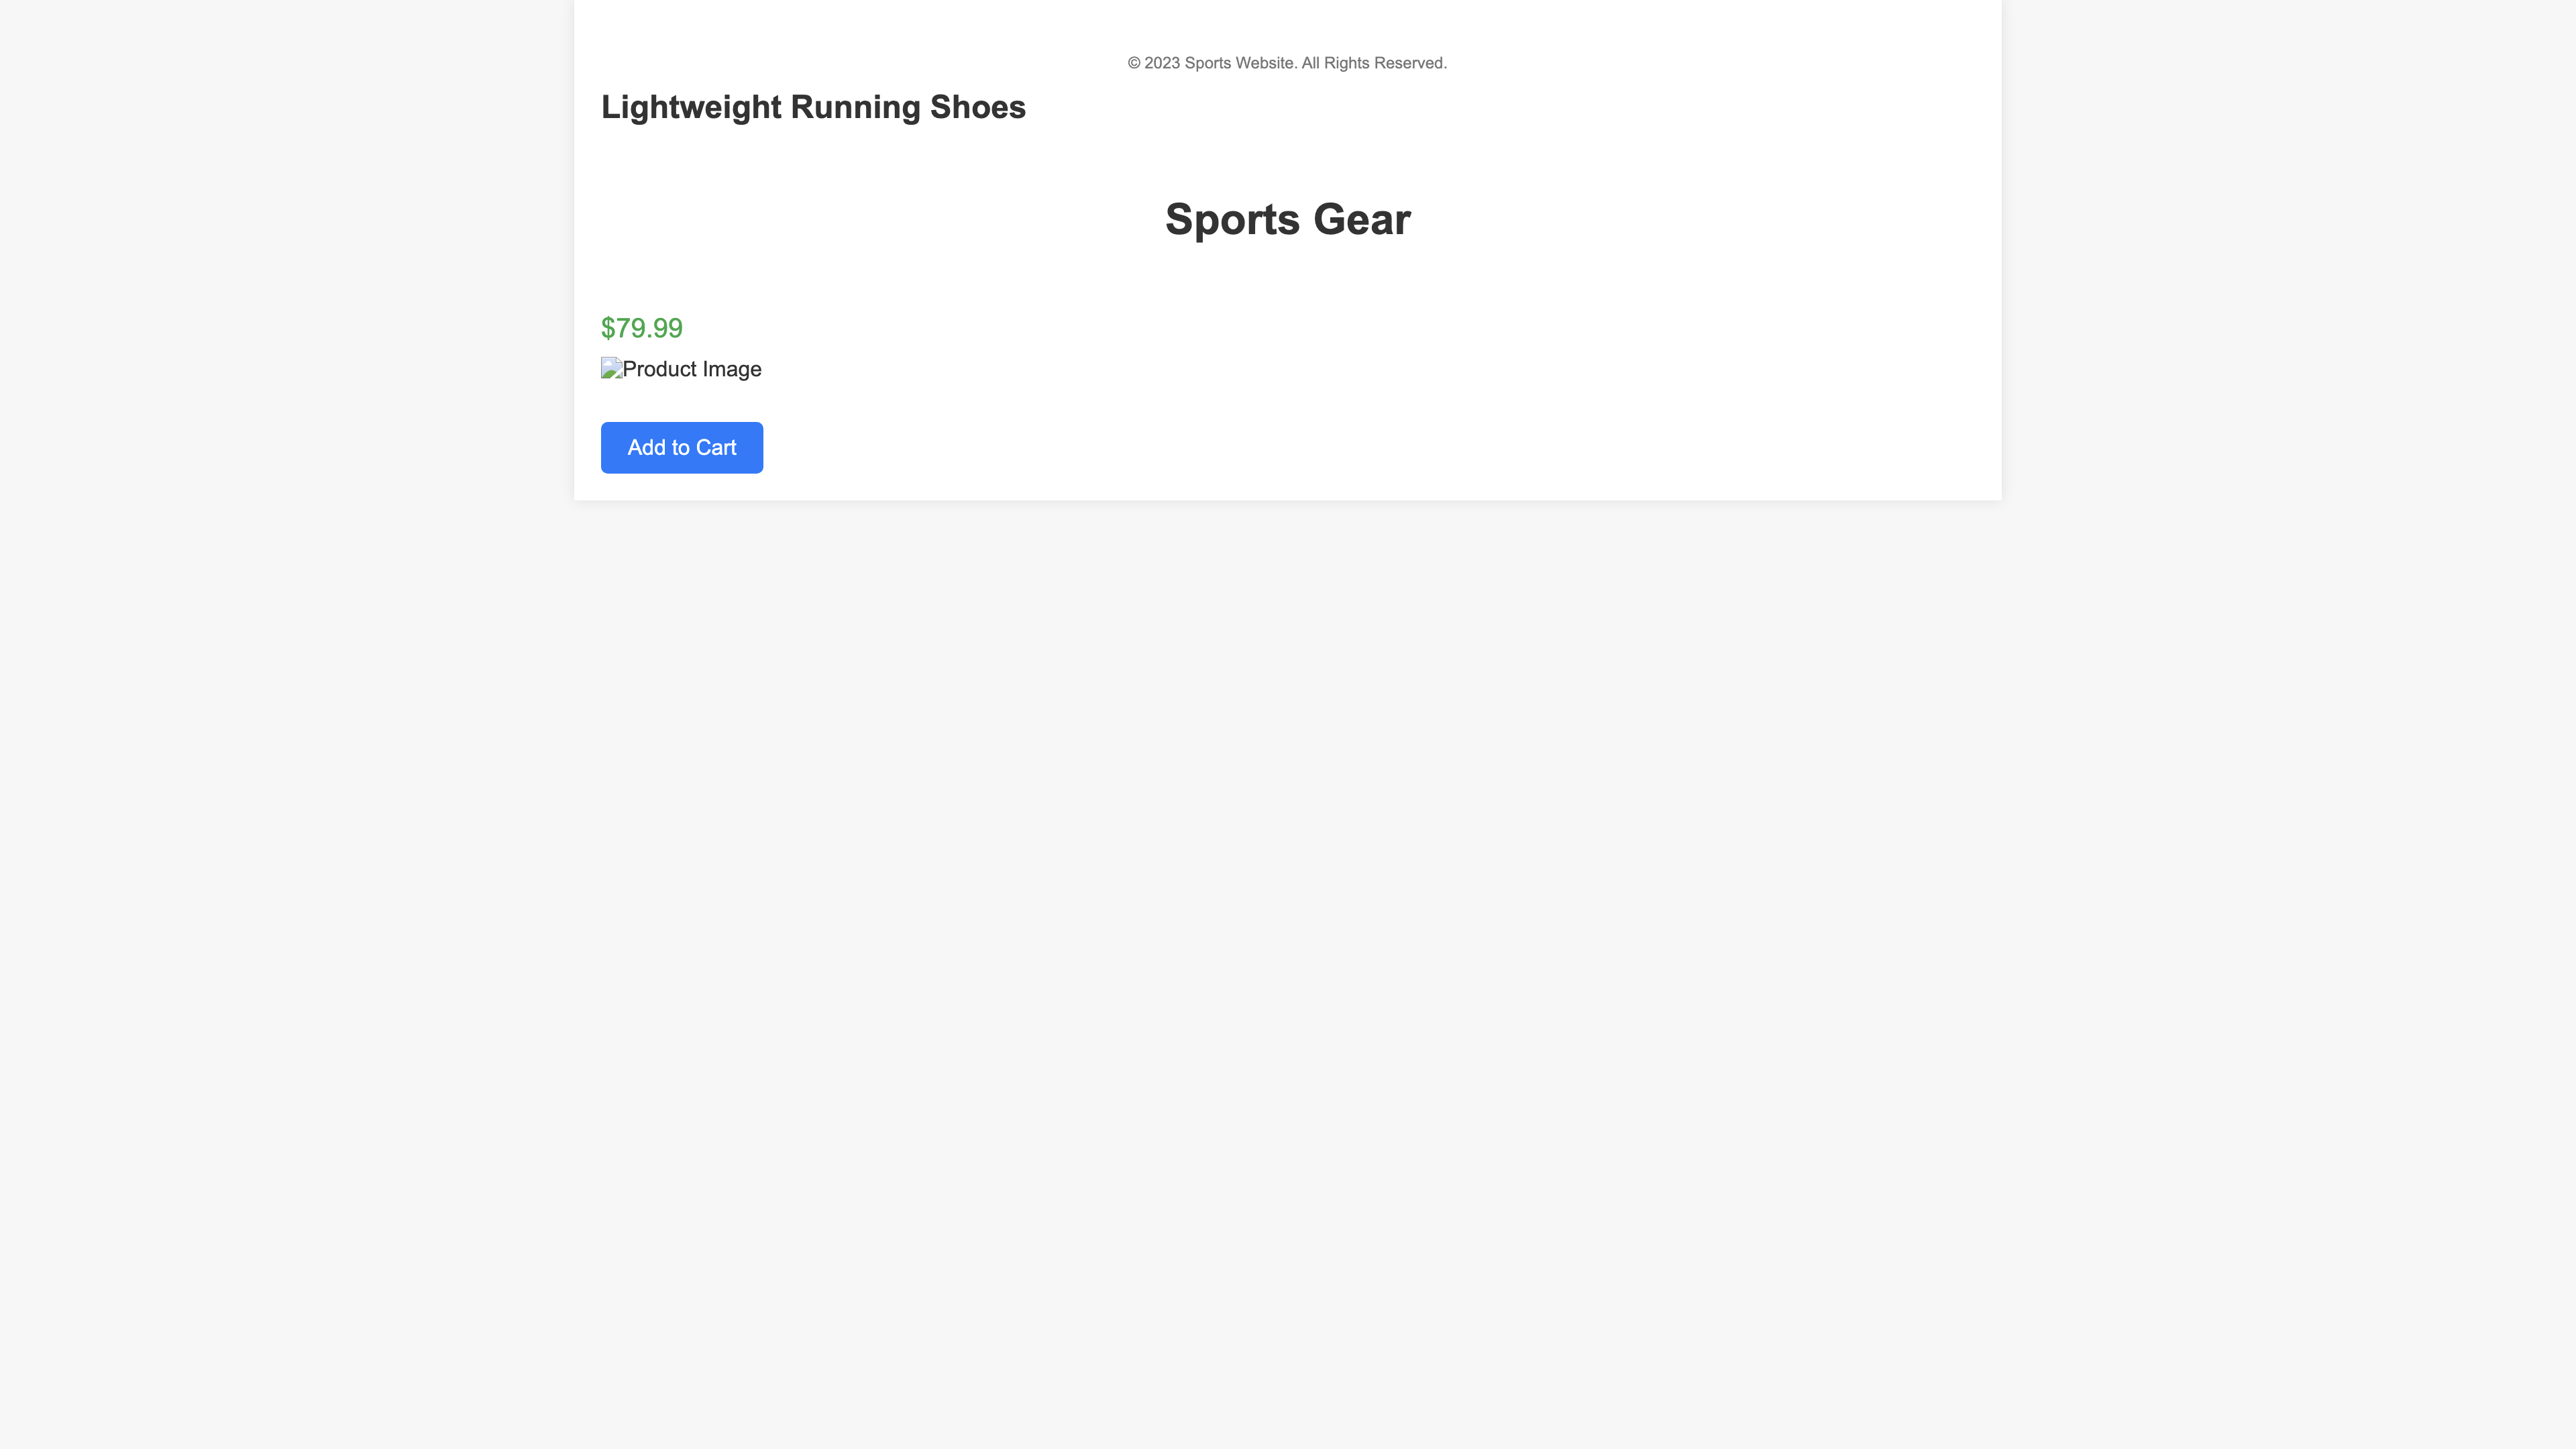 © 2023 Sports Website. All Rights Reserved.
Lightweight Running Shoes
Sports Gear
$79.99
Product Image
Add to Cart